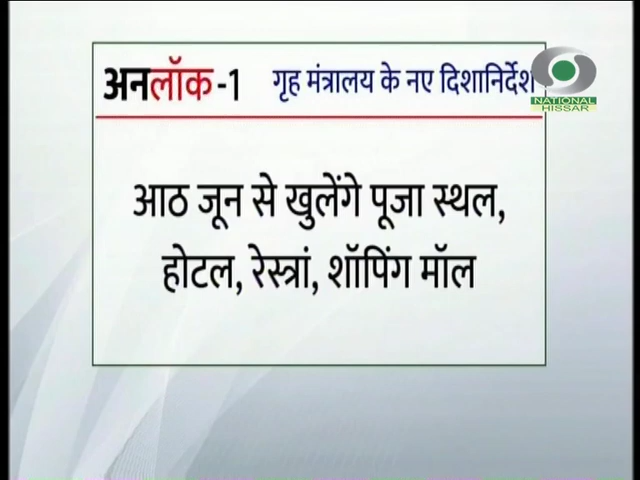 अनलॉक-1 गृह मंत्रालय के नए दिशानिर्देश
NATIONAL
HISSAR
आठ जून से खुलेंगे पूजा स्थल,
होटल, रेस्त्रां, शॉपिंग मॉल